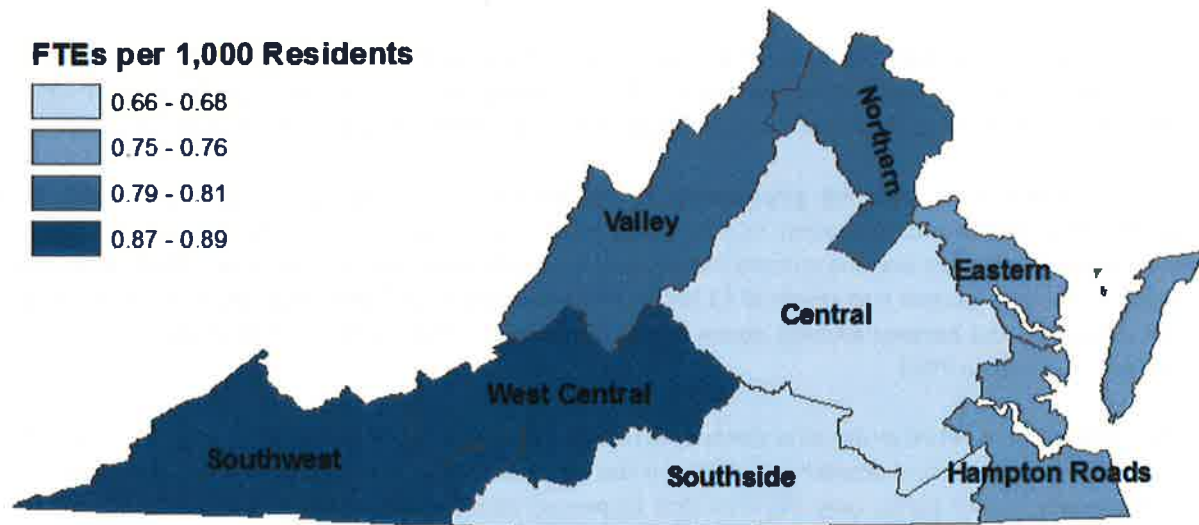 FTEs per 1,000 Residents
0.66 - 0.68
0.75 - 0.76
0.79 - 0.81
0.87 - 0.89
Northern
Valley
Eastern
Central
West Central
Southwest
Southside
Hampton Roads